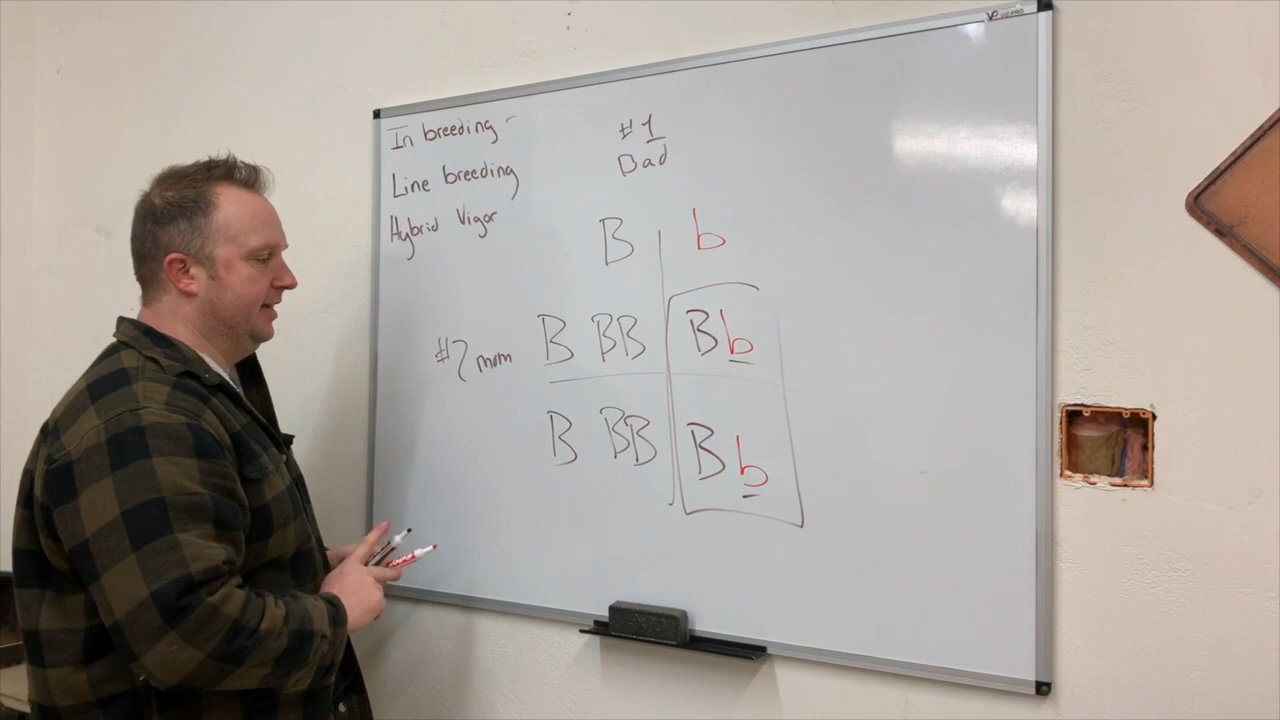 In breeding -
Line breeding
Hybrid Vigor
#1
Bad
B b
#2 mom B BB Bb
B BB Bb